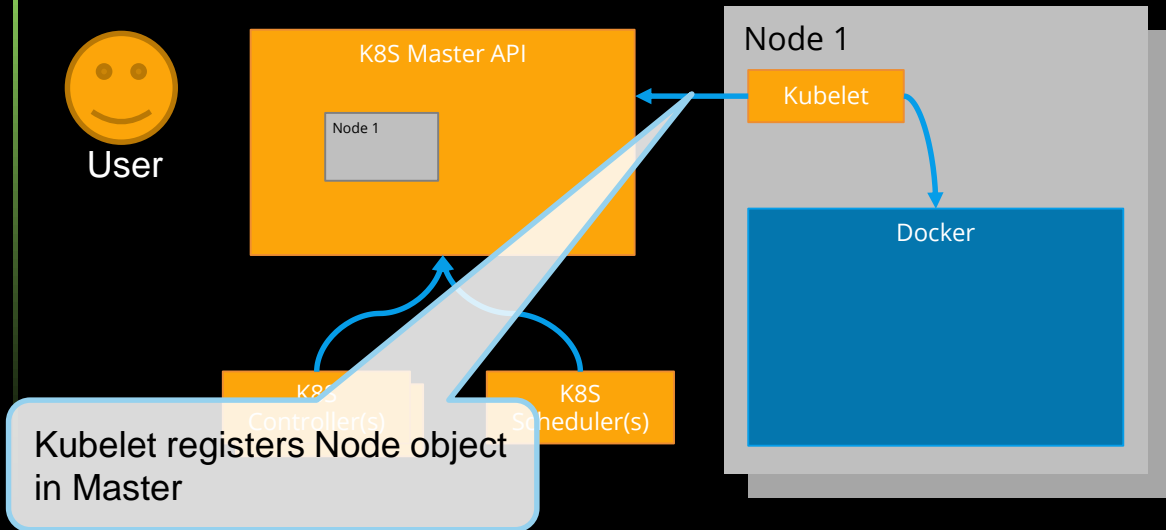 K8S Master API
Node 1
User
Node 1
Kubelet
Docker
K8S
Controller(s)
K8S
Scheduler(s)
Kubelet registers Node object
in Master